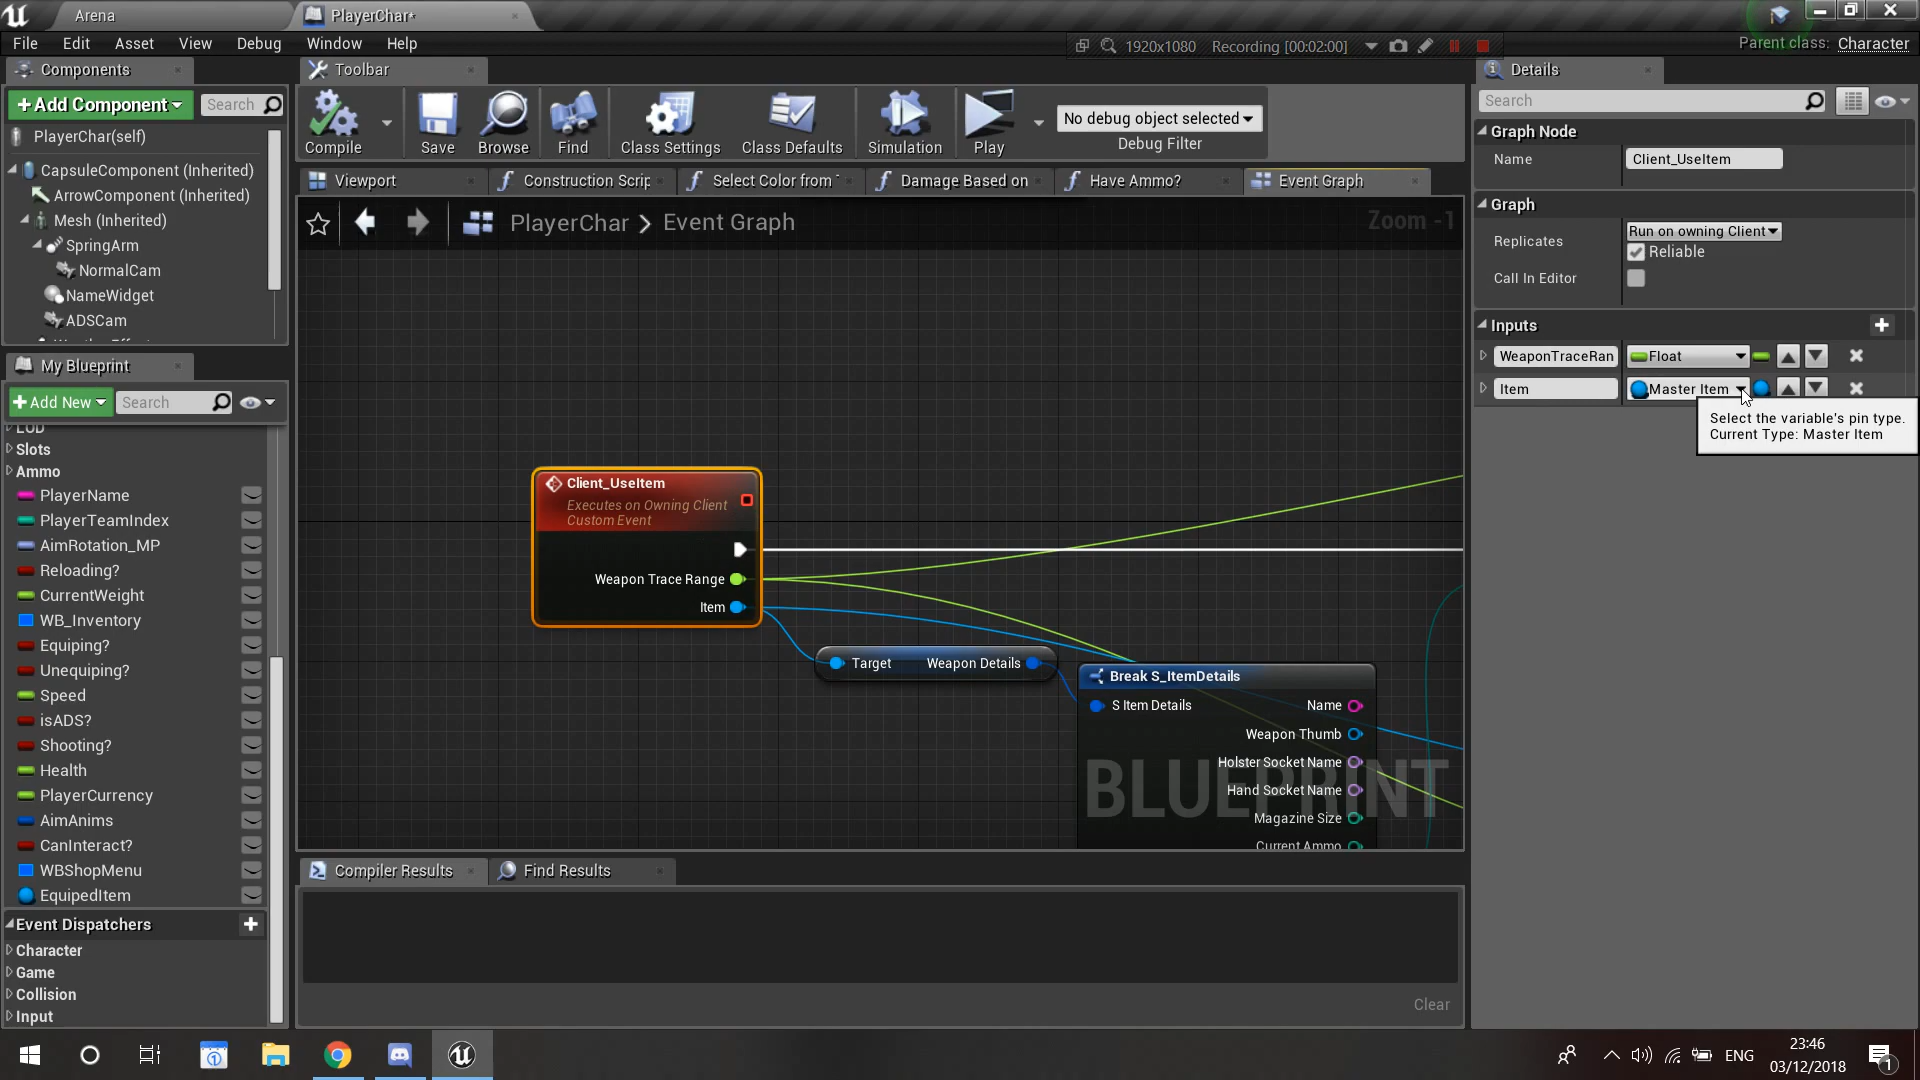 Arena
PlayerChar*
File
Edit
Asset
View
Debug
Window
Help
1920x1080
Recording [00:02:00]
Parent class: Character
Components
+Add Component
Search
PlayerChar(self)
CapsuleComponent (Inherited)
ArrowComponent (Inherited)
Mesh (Inherited)
SpringArm
NormalCam
NameWidget
ADSCam
My Blueprint
+Add New
Search
LOD
Slots
Ammo
PlayerName
PlayerTeamIndex
AimRotation_MP
Reloading?
CurrentWeight
WB_Inventory
Equiping?
Unequiping?
Speed
isADS?
Shooting?
Health
PlayerCurrency
AimAnims
CanInteract?
WBShopMenu
EquipedItem
Event Dispatchers
Character
Game
Collision
Input
Toolbar
Compile
Save
Browse
Find
Class Settings
Class Defaults
Simulation
Play
No debug object selected
Debug Filter
Viewport
Construction Scrip
Select Color from
Damage Based on
Have Ammo?
Event Graph
PlayerChar > Event Graph
Zoom -1
Client_UseItem
Executes on Owning Client
Custom Event
Weapon Trace Range
Item
Target
Weapon Details
Break S_ItemDetails
S Item Details
Name
Weapon Thumb
Holster Socket Name
Hand Socket Name
Magazine Size
Current Ammo
BLUEPRINT
Compiler Results
Find Results
Clear
Details
Search
Graph Node
Name
Client_UseItem
Graph
Replicates
Run on owning Client
Reliable
Call In Editor
Inputs
WeaponTraceRan
Float
Item
Master Item
Select the variable's pin type.
Current Type: Master Item
ENG
23:46
03/12/2018
1